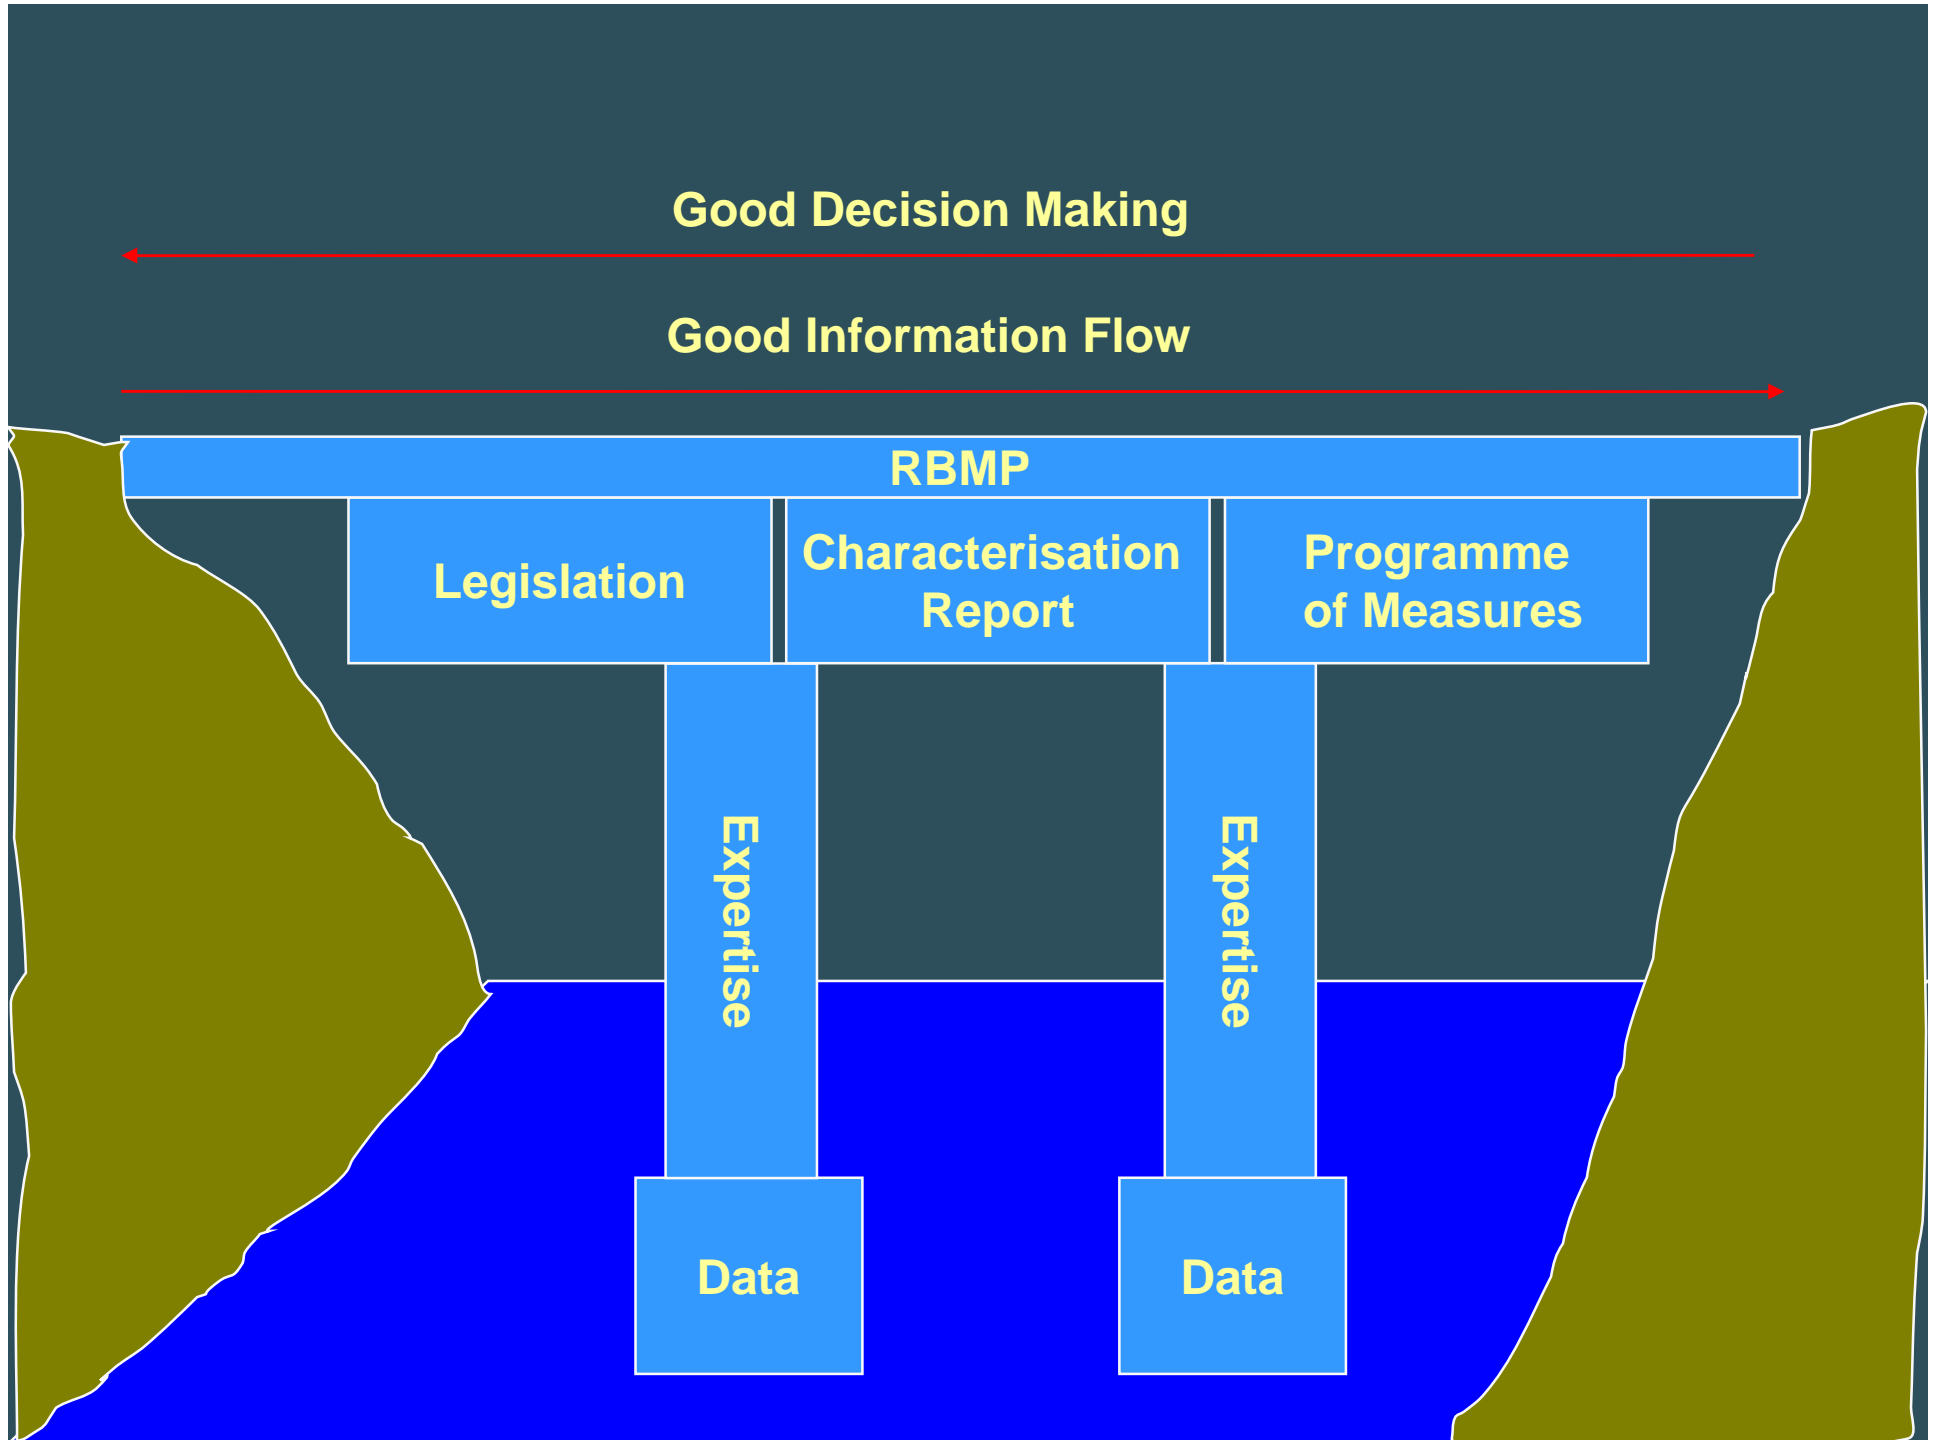 Good Decision Making
Good Information Flow
RBMP
Legislation
Characterisation
Report
Programme
of Measures
Expertise
Expertise
Data
Data